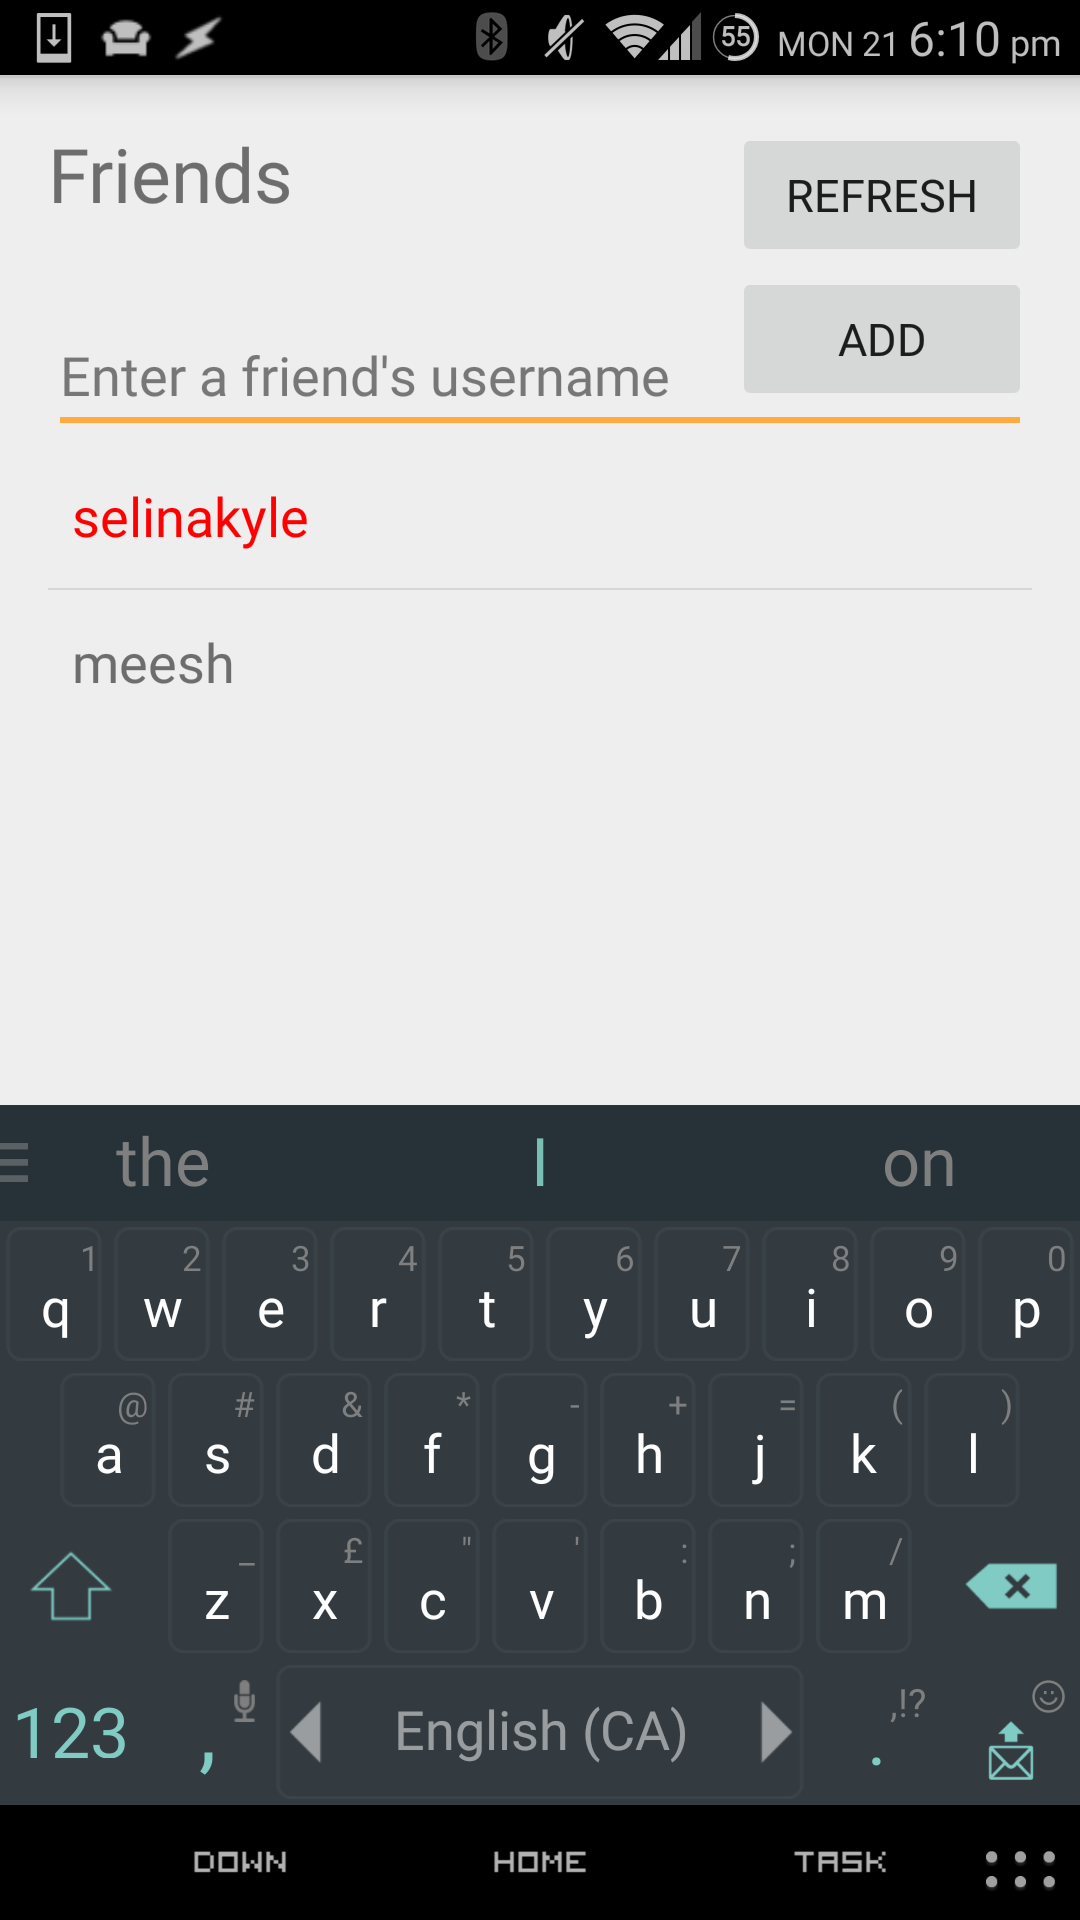 55 MON 21 6:10 pm
Friends
REFRESH
ADD
Enter a friend's username
selinakyle
meesh
the I on
1 2 3 4 5 6 7 8 9 0
q w e r t y u i o p
@ # & * - + = ( )
a s d f g h j k l
_ £ " ' : ; /
z x c v b n m
123 , English (CA) ,!? .
DOWN HOME TASK